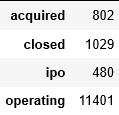 acquired 802
closed 1029
ipo 480
operating 11401